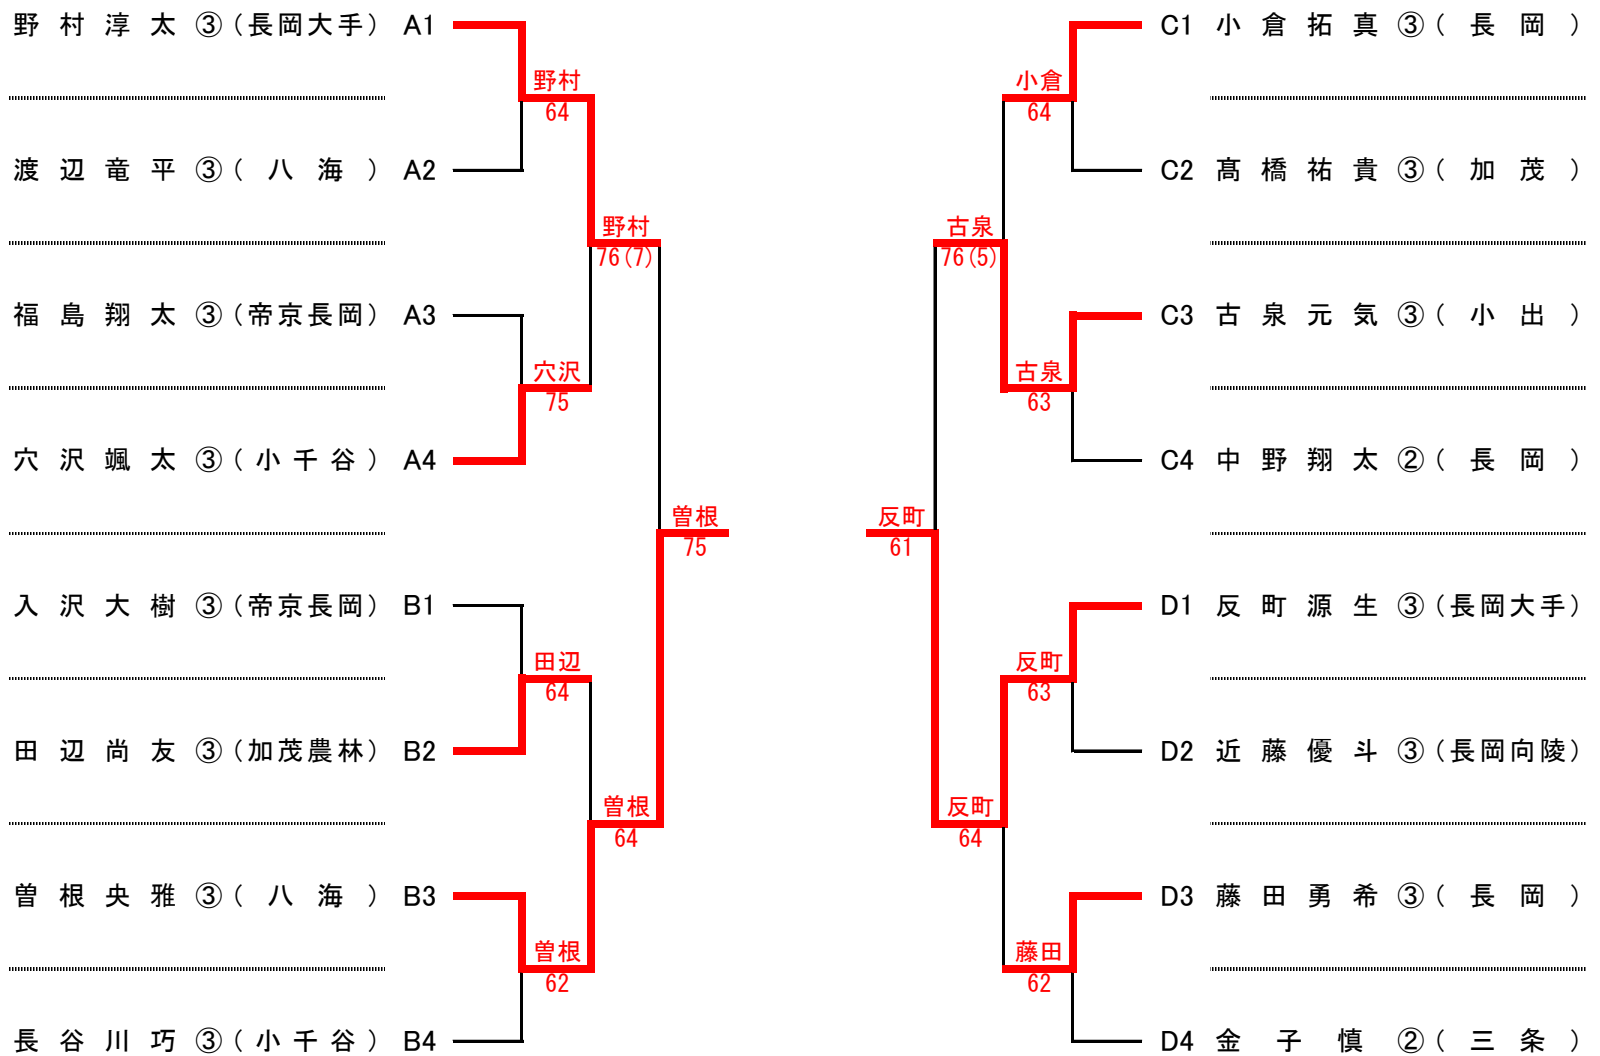 野村淳太③(長岡大手) A1
C1 小倉拓真③(長岡)
野村
64
小倉
64
渡辺竜平③(八海) A2
C2 髙橋祐貴③(加茂)
野村
76(7)
古泉
76(5)
福島翔太③(帝京長岡) A3
C3 古泉元気③(小出)
穴沢
75
古泉
63
穴沢颯太③(小千谷) A4
C4 中野翔太②(長岡)
曽根
75
反町
61
入沢大樹③(帝京長岡) B1
D1 反町源生③(長岡大手)
田辺
64
反町
63
田辺尚友③(加茂農林) B2
D2 近藤優斗③(長岡向陵)
曽根
64
反町
64
曽根央雅③(八海) B3
D3 藤田勇希③(長岡)
曽根
62
藤田
62
長谷川巧③(小千谷) B4
D4 金子慎②(三条)